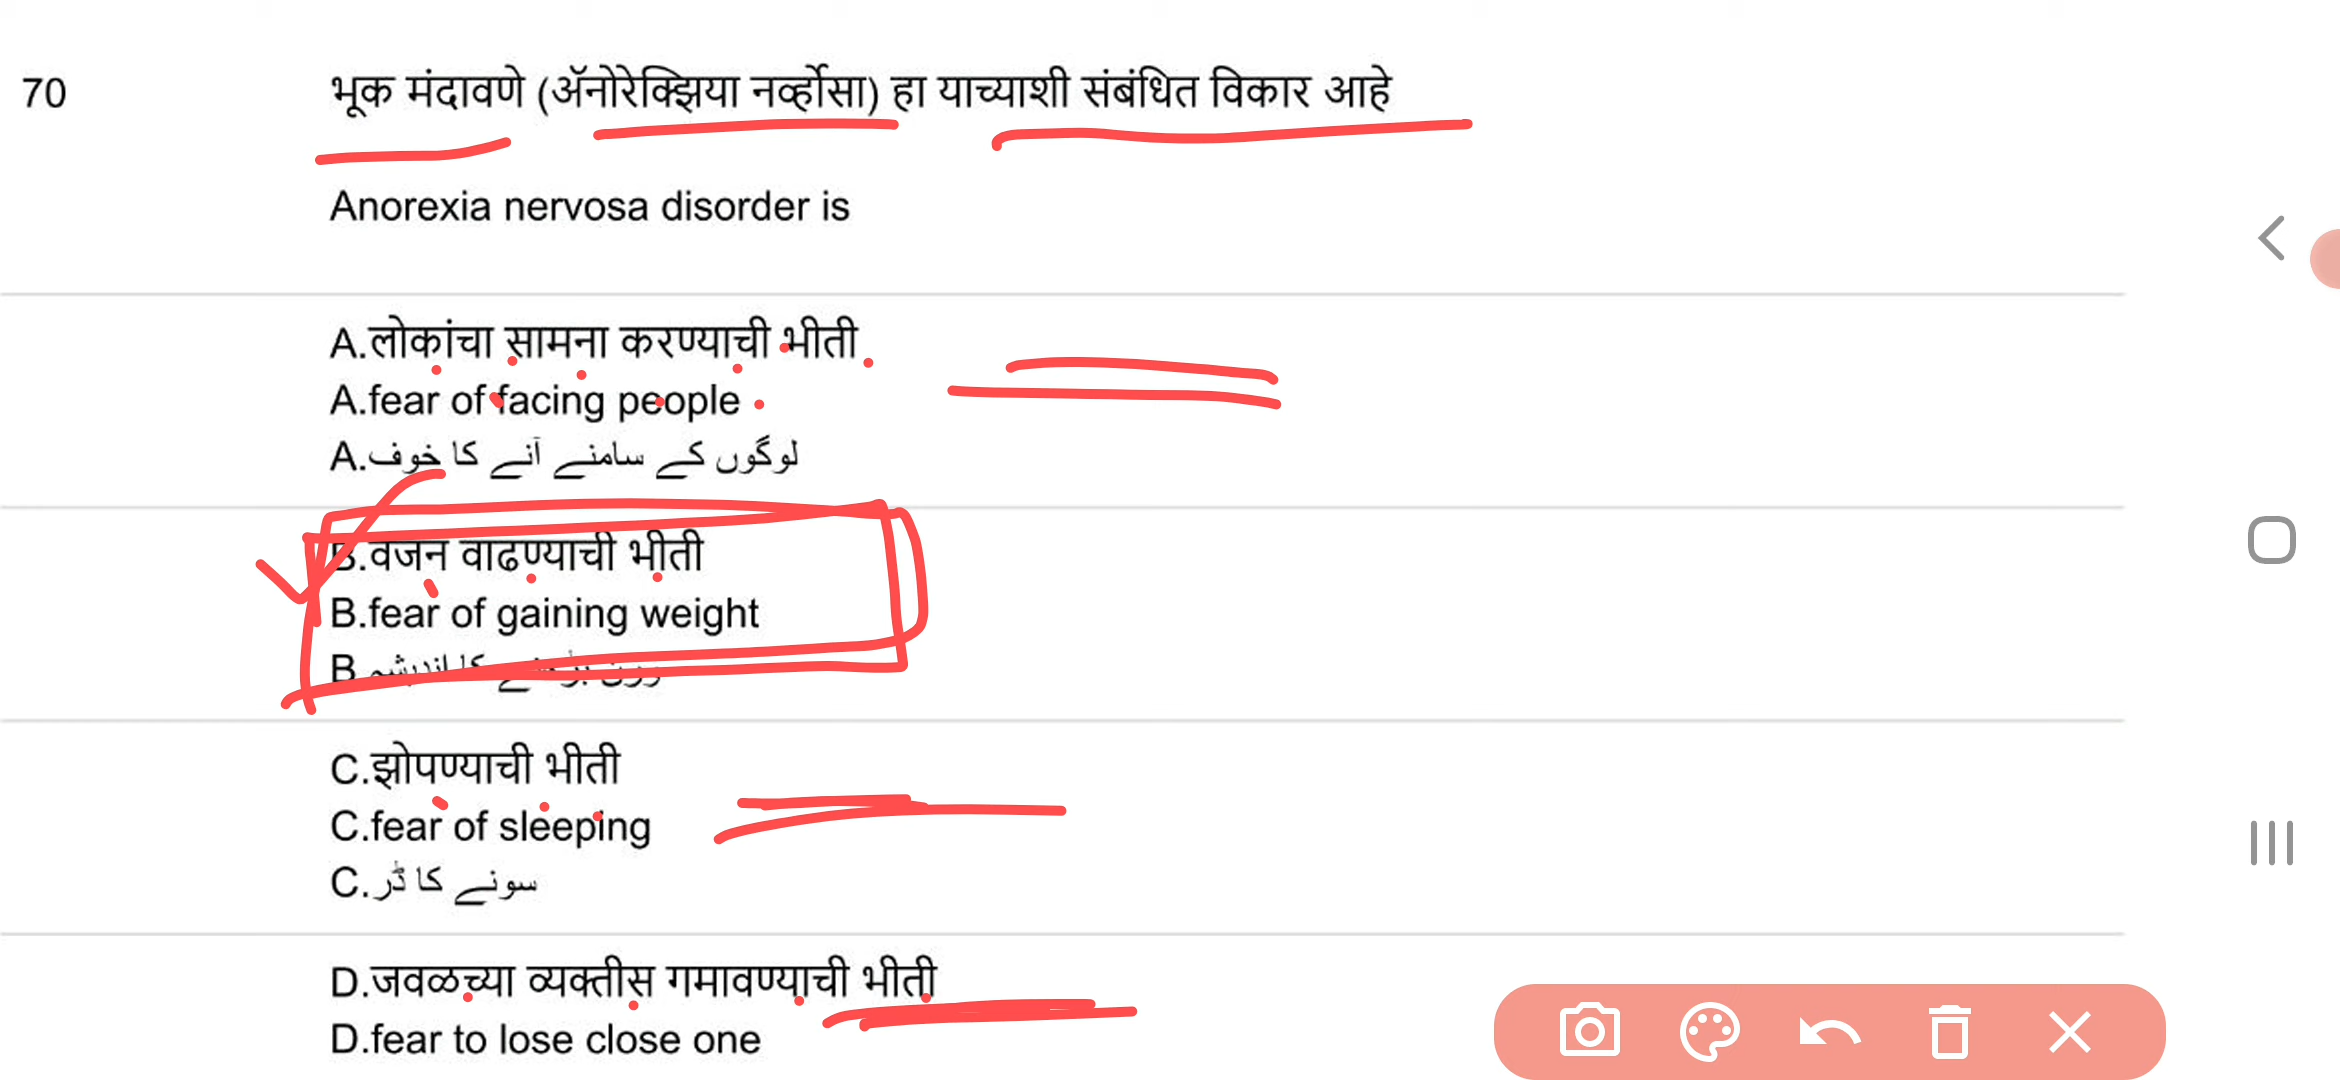 70
भूक मंदावणे (ॲनोरेक्झिया नर्व्होसा) हा याच्याशी संबंधित विकार आहे
Anorexia nervosa disorder is
A.लोकांचा सामना करण्याची भीती
A.fear of facing people
A.لوگوں کے سامنے آنے کا خوف
B.वजन वाढण्याची भीती
B.fear of gaining weight
B. کا اندیشہ
C.झोपण्याची भीती
C.fear of sleeping
C.سونے کا ڈر
D.जवळच्या व्यक्तीस गमावण्याची भीती
D.fear to lose close one